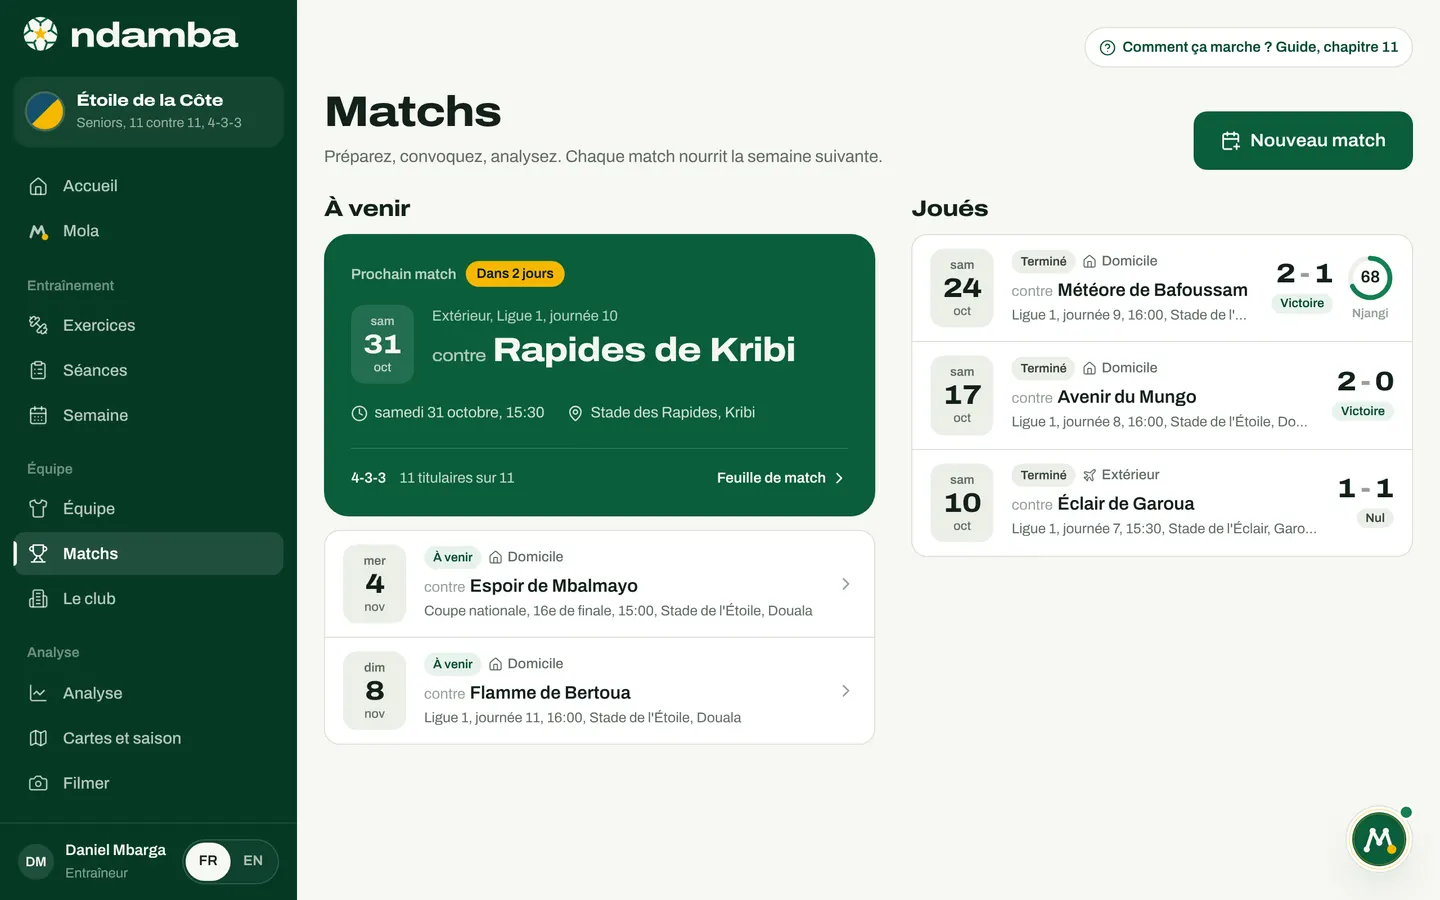 ndamba
Étoile de la Côte
Seniors, 11 contre 11, 4-3-3
Accueil
Mola
Entraînement
Exercices
Séances
Semaine
Équipe
Équipe
Matchs
Le club
Analyse
Analyse
Cartes et saison
Filmer
DM
Daniel Mbarga
Entraîneur
FR EN
Comment ça marche ? Guide, chapitre 11
Matchs
Préparez, convoquez, analysez. Chaque match nourrit la semaine suivante.
Nouveau match
À venir
Prochain match Dans 2 jours
sam
31
oct
Extérieur, Ligue 1, journée 10
contre Rapides de Kribi
samedi 31 octobre, 15:30 Stade des Rapides, Kribi
4-3-3 11 titulaires sur 11 Feuille de match
mer
4
nov
À venir Domicile
contre Espoir de Mbalmayo
Coupe nationale, 16e de finale, 15:00, Stade de l'Étoile, Douala
dim
8
nov
À venir Domicile
contre Flamme de Bertoua
Ligue 1, journée 11, 16:00, Stade de l'Étoile, Douala
Joués
sam
24
oct
Terminé Domicile
contre Météore de Bafoussam
Ligue 1, journée 9, 16:00, Stade de l'...
2 - 1
Victoire
68
Njangi
sam
17
oct
Terminé Domicile
contre Avenir du Mungo
Ligue 1, journée 8, 16:00, Stade de l'Étoile, Do...
2 - 0
Victoire
sam
10
oct
Terminé Extérieur
contre Éclair de Garoua
Ligue 1, journée 7, 15:30, Stade de l'Éclair, Garo...
1 - 1
Nul